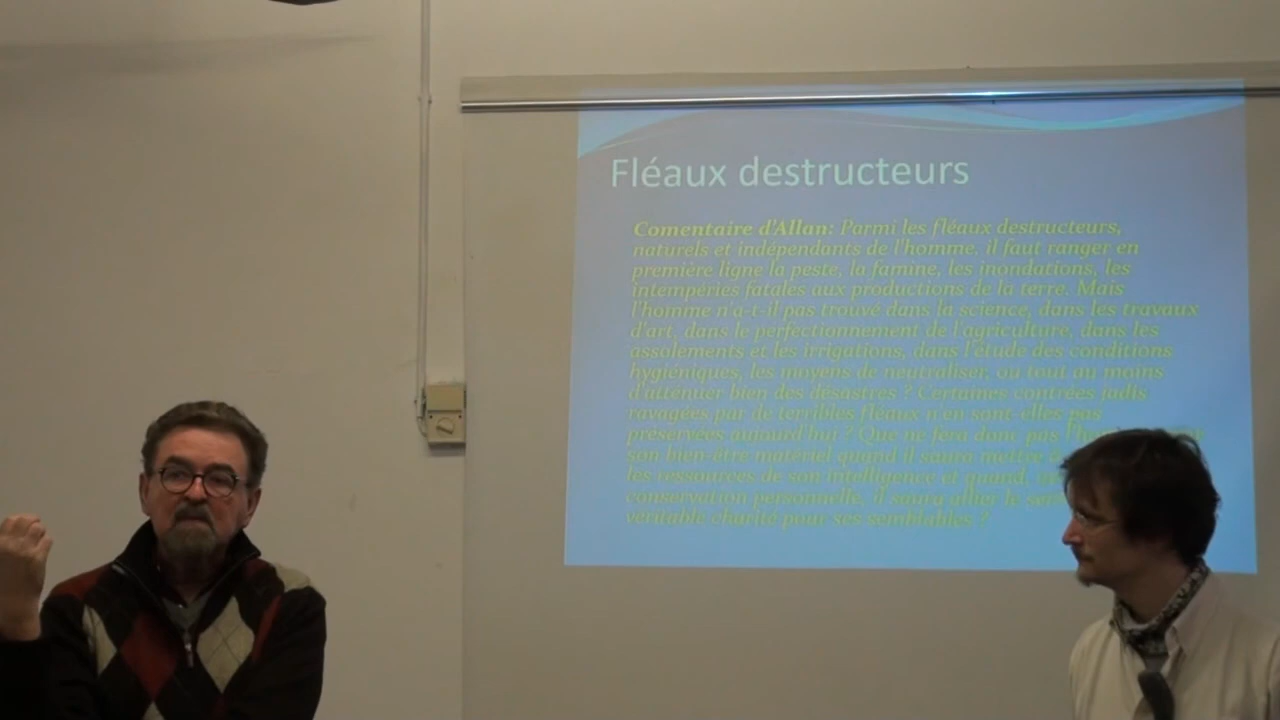 Fléaux destructeurs
Comentaire d'Allan: Parmi les fléaux destructeurs,
naturels et indépendants de l'homme, il faut ranger en
première ligne la peste, la famine, les inondations, les
intempéries fatales aux productions de la terre. Mais
l'homme n'a-t-il pas trouvé dans la science, dans les travaux
d'art, dans le perfectionnement de l'agriculture, dans les
assolements et les irrigations, dans l'étude des conditions
hygiéniques, les moyens de neutraliser, ou tout au moins
d'atténuer bien des désastres ? Certaines contrées jadis
ravagées par de terribles fléaux n'en sont-elles pas
préservées aujourd'hui ? Que ne fera donc pas
son bien-être matériel quand il saura mettre
les ressources de son intelligence et quand,
conservation personnelle, il saura allier le
véritable charité pour ses semblables ?